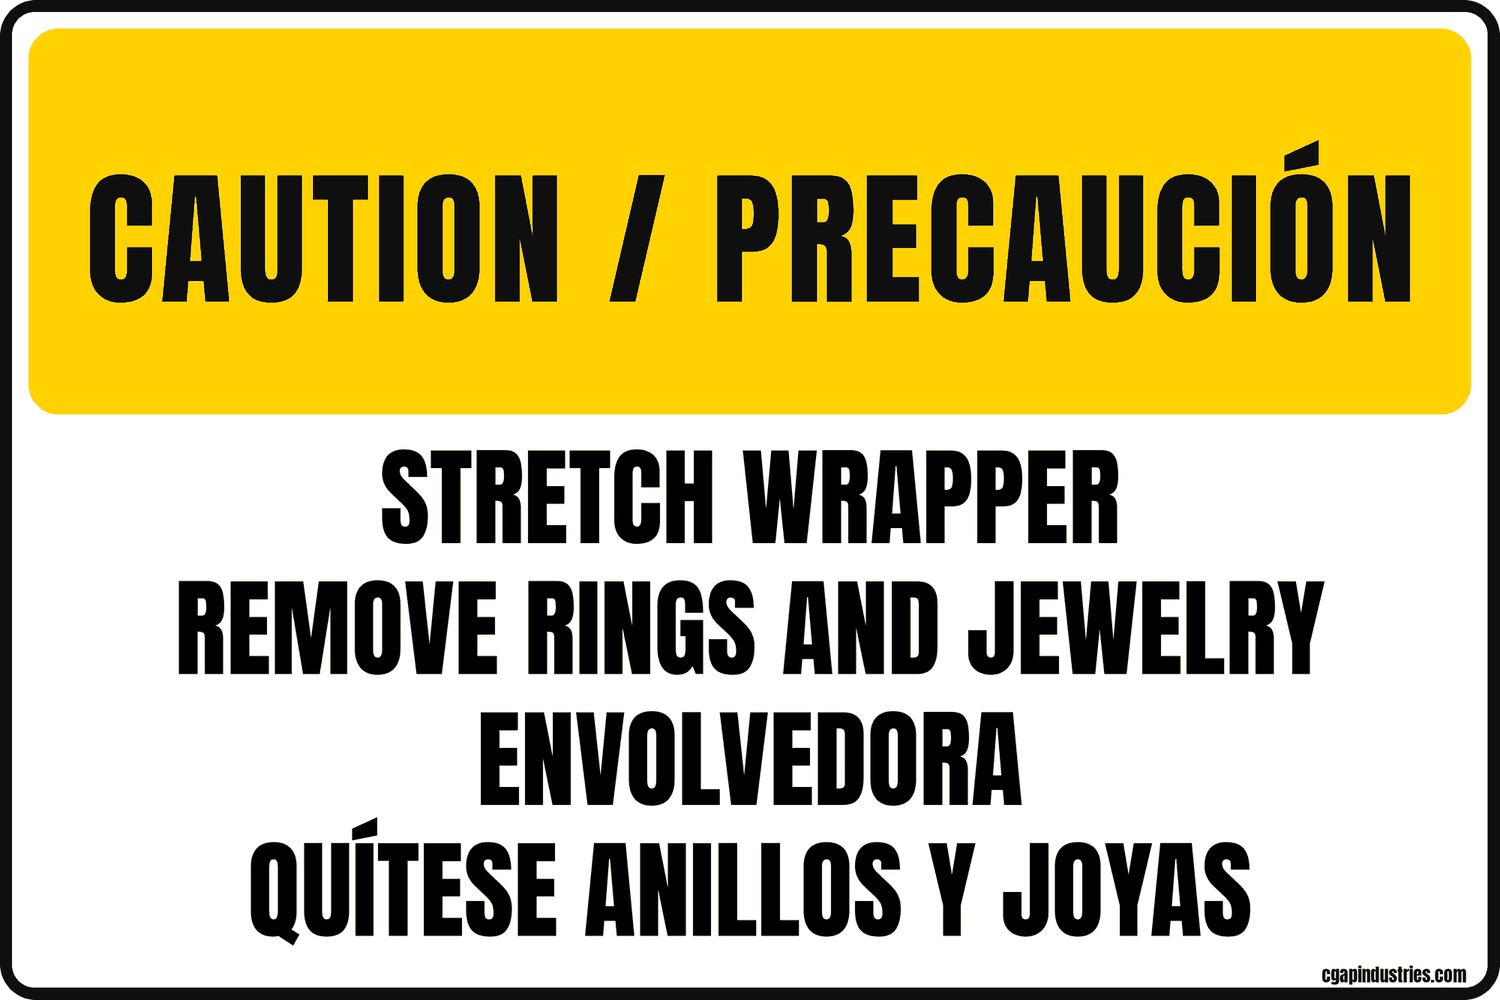 CAUTION / PRECAUCIÓN
STRETCH WRAPPER
REMOVE RINGS AND JEWELRY
ENVOLVEDORA
QUÍTESE ANILLOS Y JOYAS
cgapindustries.com